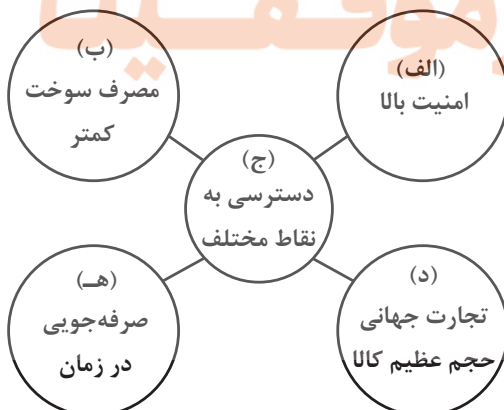 موفقیت
(الف)
امنیت بالا
(ب)
مصرف سوخت
کمتر
(ج)
دسترسی به
نقاط مختلف
(د)
تجارت جهانی
حجم عظیم کالا
(هـ)
صرفه‌جویی
در زمان